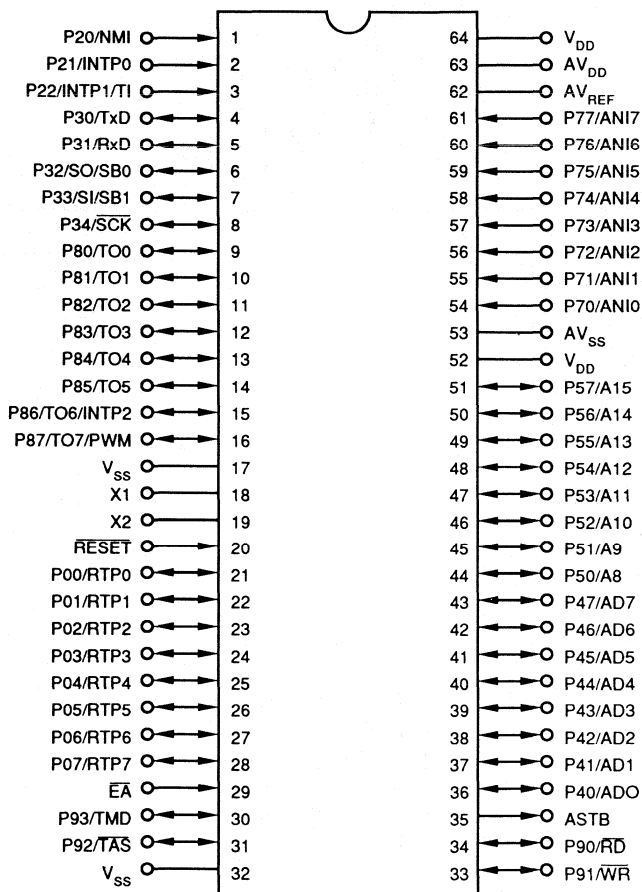 P20/NMI 1 64 VDD
P21/INTP0 2 63 AVDD
P22/INTP1/TI 3 62 AVREF
P30/TxD 4 61 P77/ANI7
P31/RxD 5 60 P76/ANI6
P32/SO/SB0 6 59 P75/ANI5
P33/SI/SB1 7 58 P74/ANI4
P34/S̅C̅K̅ 8 57 P73/ANI3
P80/TO0 9 56 P72/ANI2
P81/TO1 10 55 P71/ANI1
P82/TO2 11 54 P70/ANI0
P83/TO3 12 53 AVSS
P84/TO4 13 52 VDD
P85/TO5 14 51 P57/A15
P86/TO6/INTP2 15 50 P56/A14
P87/TO7/PWM 16 49 P55/A13
VSS 17 48 P54/A12
X1 18 47 P53/A11
X2 19 46 P52/A10
R̅E̅S̅E̅T̅ 20 45 P51/A9
P00/RTP0 21 44 P50/A8
P01/RTP1 22 43 P47/AD7
P02/RTP2 23 42 P46/AD6
P03/RTP3 24 41 P45/AD5
P04/RTP4 25 40 P44/AD4
P05/RTP5 26 39 P43/AD3
P06/RTP6 27 38 P42/AD2
P07/RTP7 28 37 P41/AD1
E̅A̅ 29 36 P40/ADO
P93/TMD 30 35 ASTB
P92/T̅A̅S̅ 31 34 P90/R̅D̅
VSS 32 33 P91/W̅R̅